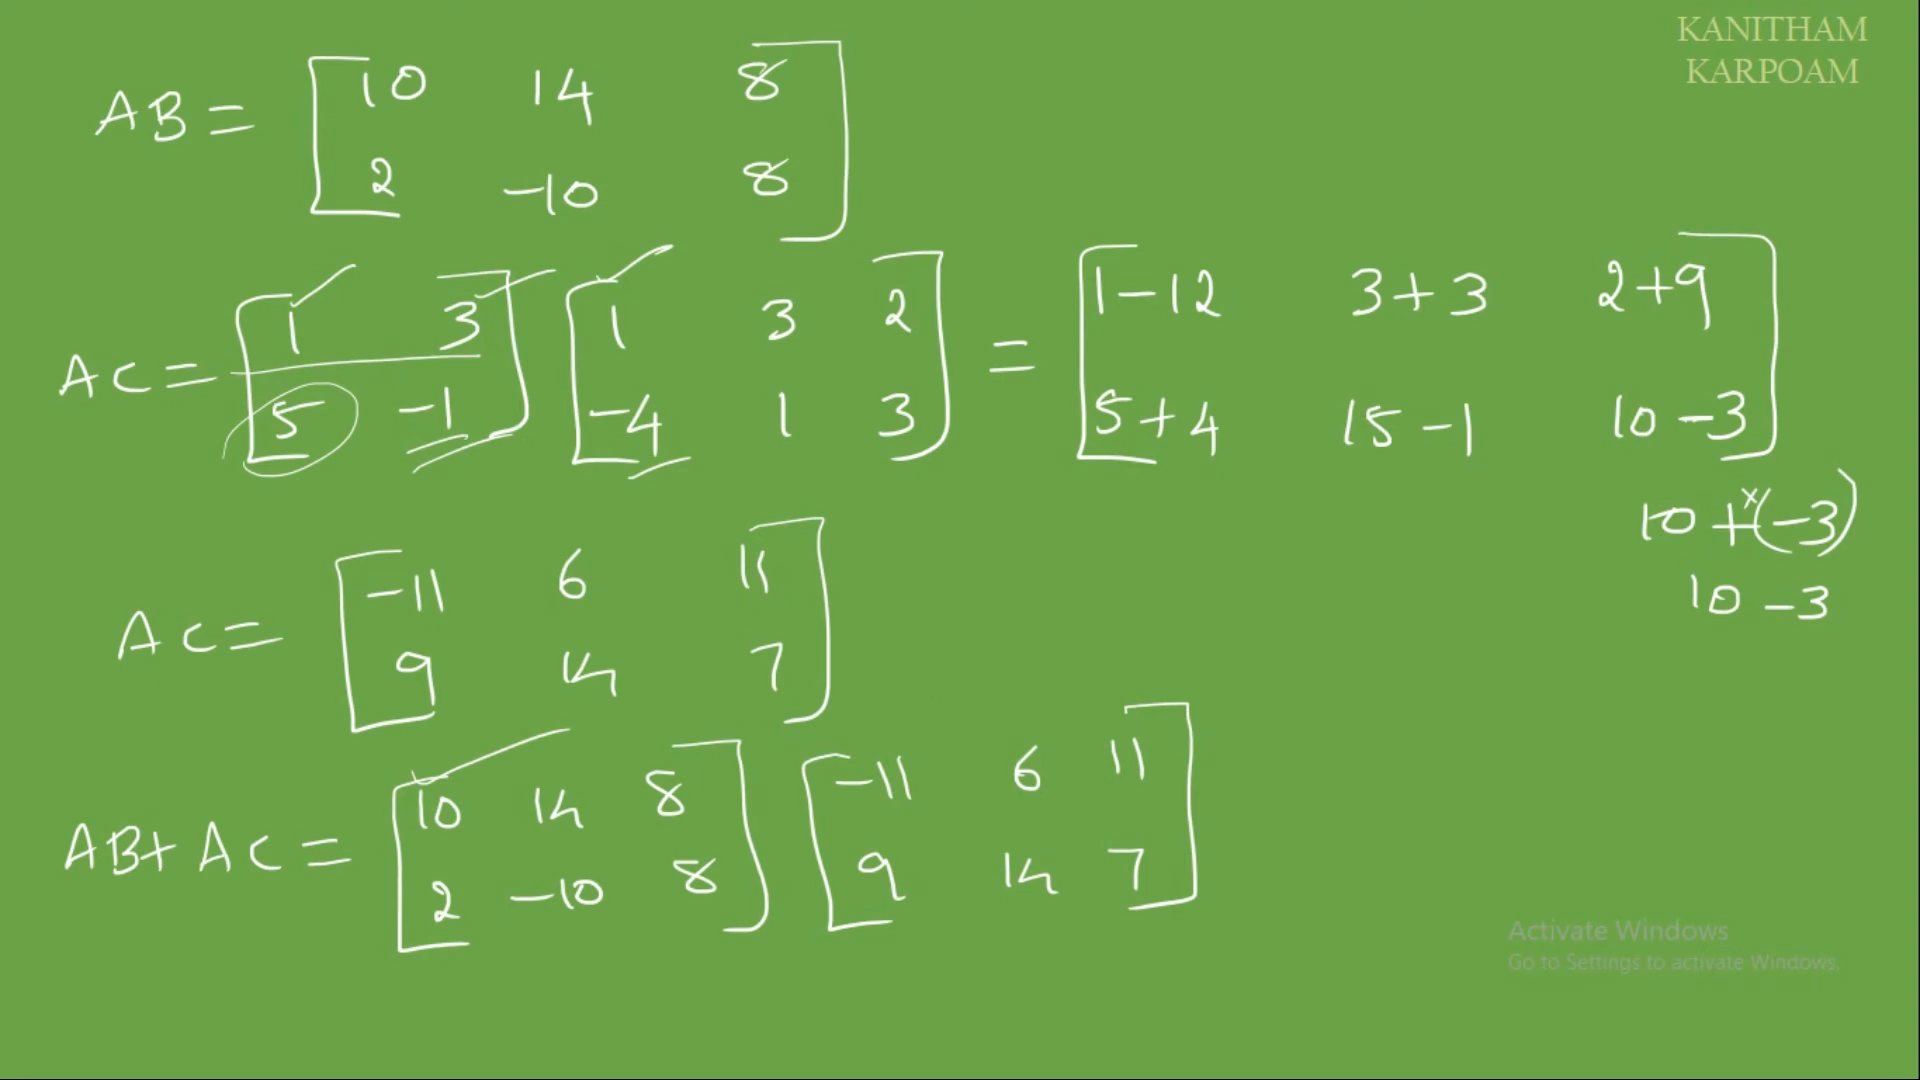 KANITHAM
KARPOAM
AB = [ 10 14 8
2 -10 8 ]
AC = [ 1 3 ] [ 1 3 2 ] = [ 1-12 3+3 2+9 ]
[ 5 -1 ] [ -4 1 3 ] [ 5+4 15-1 10-3 ]
10 +x(-3)
10 -3
AC = [ -11 6 11
9 14 7 ]
AB+AC = [ 10 14 8 ] [ -11 6 11 ]
[ 2 -10 8 ] [ 9 14 7 ]
Activate Windows
Go to Settings to activate Windows.